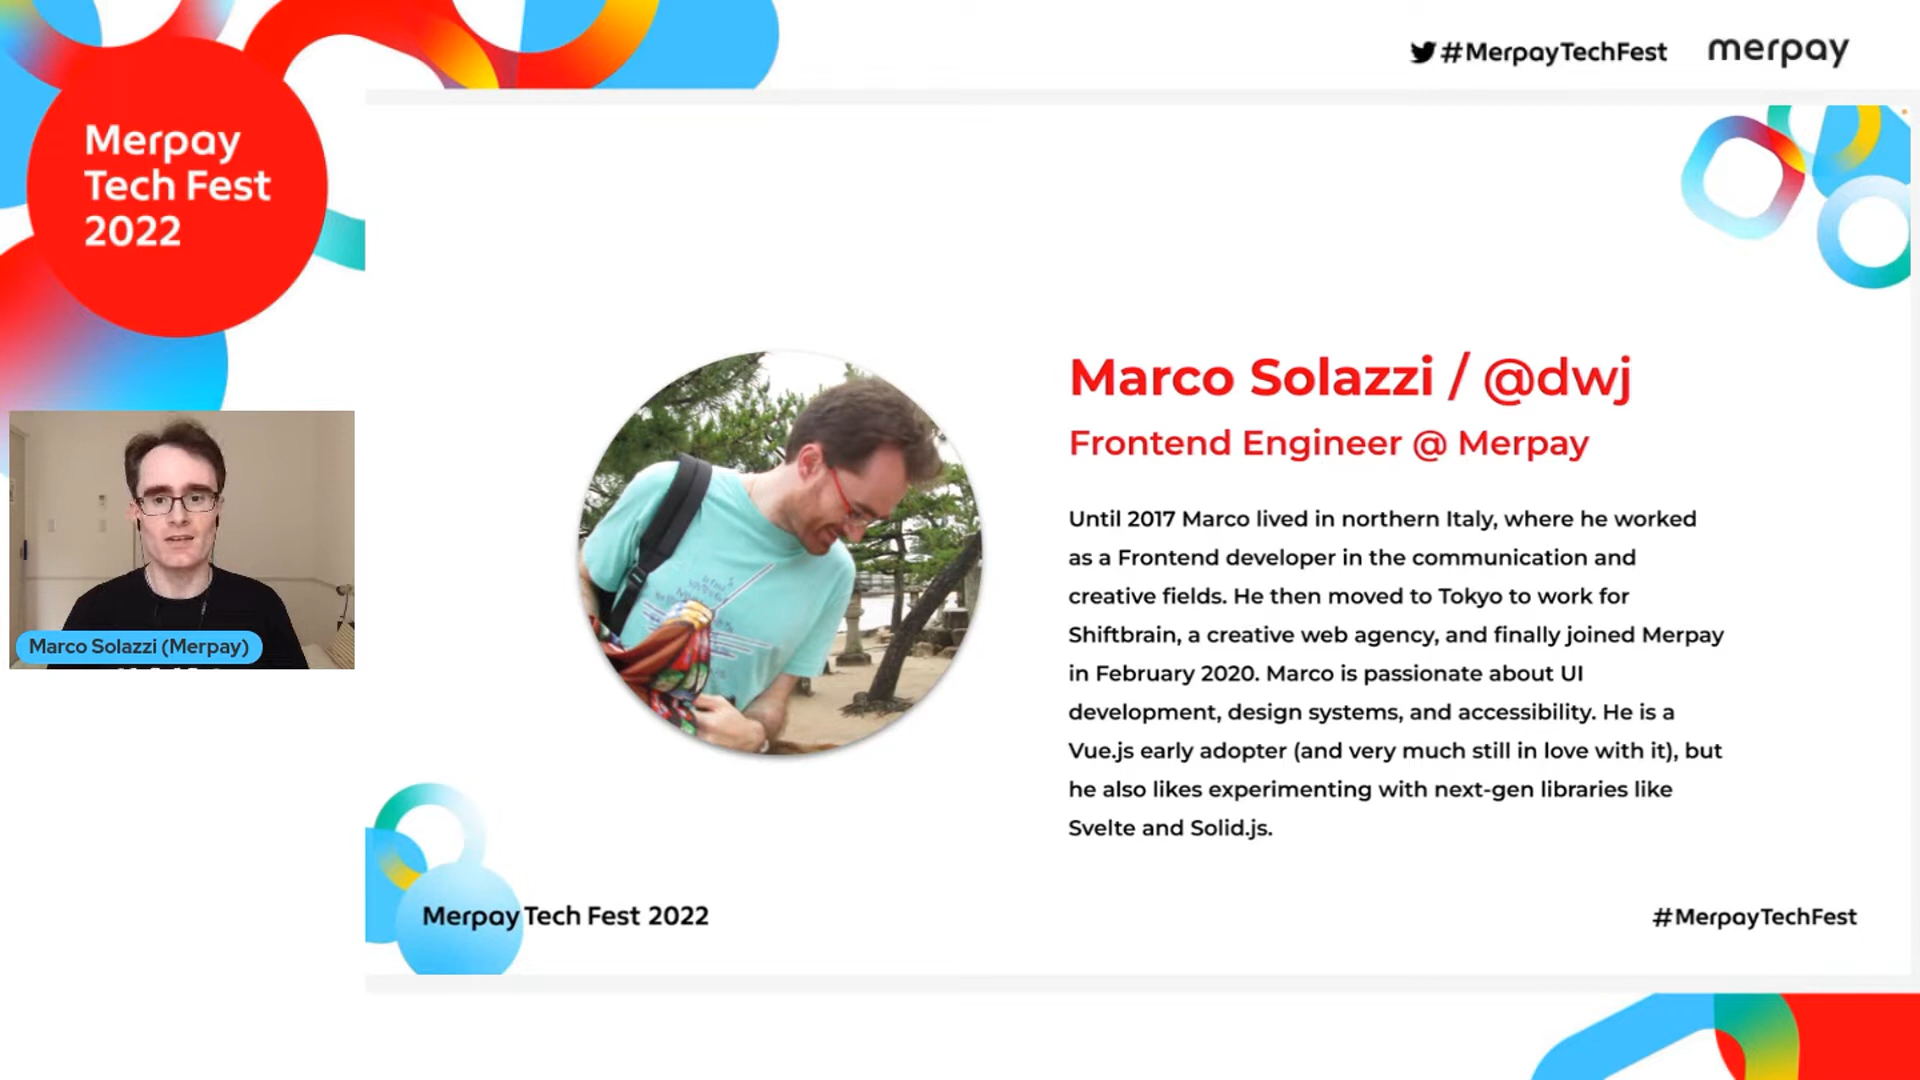 Merpay
Tech Fest
2022
#MerpayTechFest
merpay
Marco Solazzi / @dwj
Frontend Engineer @ Merpay
Until 2017 Marco lived in northern Italy, where he worked
as a Frontend developer in the communication and
creative fields. He then moved to Tokyo to work for
Shiftbrain, a creative web agency, and finally joined Merpay
in February 2020. Marco is passionate about UI
development, design systems, and accessibility. He is a
Vue.js early adopter (and very much still in love with it), but
he also likes experimenting with next-gen libraries like
Svelte and Solid.js.
Marco Solazzi (Merpay)
Merpay Tech Fest 2022
#MerpayTechFest